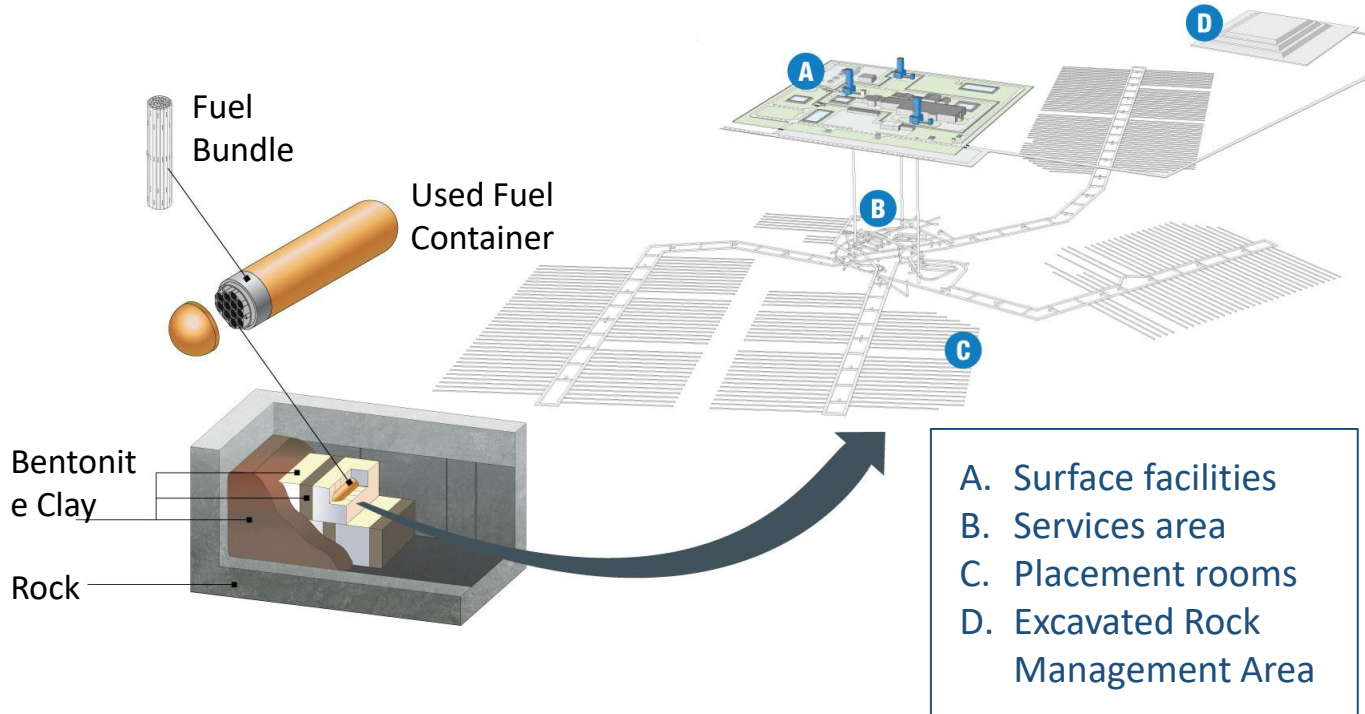 Fuel
Bundle
Used Fuel
Container
Bentonit
e Clay
Rock
A
B
C
D
A. Surface facilities
B. Services area
C. Placement rooms
D. Excavated Rock
Management Area